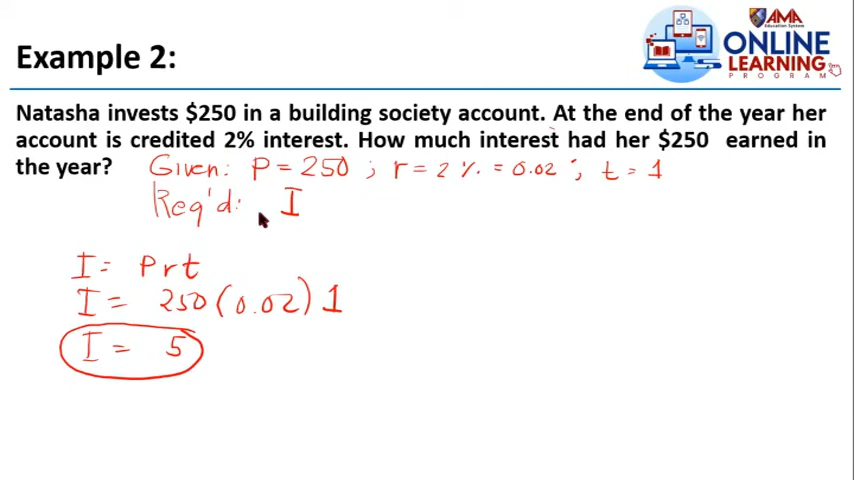 AMA
Education System
ONLINE
LEARNING
PROGRAM
Example 2:
Natasha invests $250 in a building society account. At the end of the year her
account is credited 2% interest. How much interest had her $250 earned in
the year?
Given: P = 250 ; r = 2 % = 0.02 ; t = 1
Req'd: I
I = Prt
I = 250 (0.02) 1
I = 5